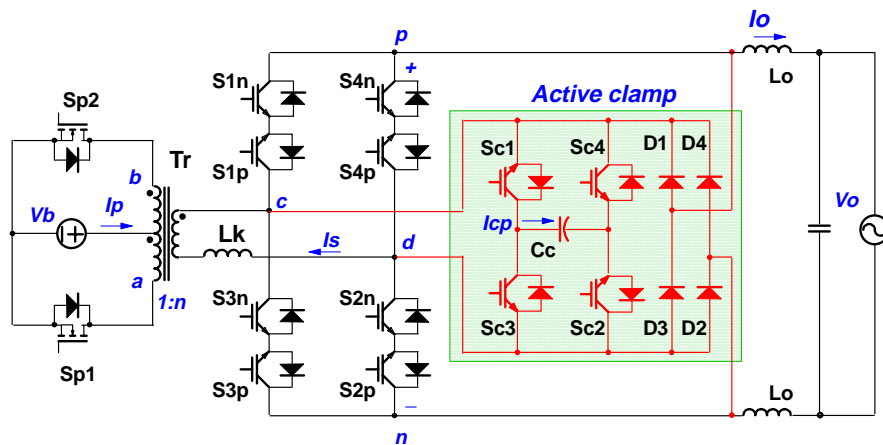 p
Io
Lo
S1n
S4n
+
Active clamp
Sp2
S1p
S4p
Sc1
Sc4
D1
D4
Tr
b
Vb
Ip
c
Lk
Is
d
Icp
Cc
Vo
a
1:n
S3n
S2n
Sc3
Sc2
D3
D2
Sp1
S3p
S2p
–
Lo
n